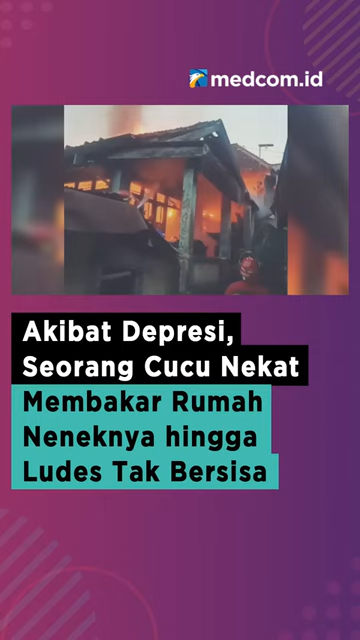 medcom.id
Akibat Depresi,
Seorang Cucu Nekat
Membakar Rumah
Neneknya hingga
Ludes Tak Bersisa